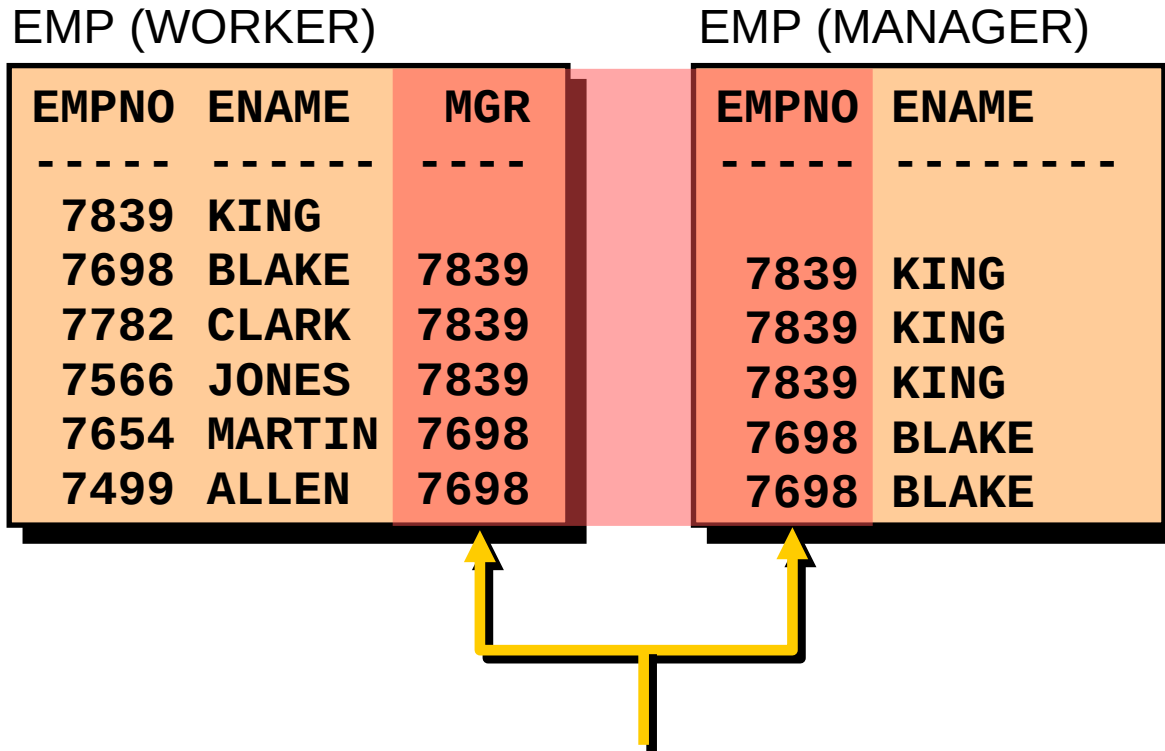 EMP (WORKER)
EMPNO ENAME MGR
----- ------ ----
7839 KING
7698 BLAKE 7839
7782 CLARK 7839
7566 JONES 7839
7654 MARTIN 7698
7499 ALLEN 7698
EMP (MANAGER)
EMPNO ENAME
----- --------
7839 KING
7839 KING
7839 KING
7698 BLAKE
7698 BLAKE